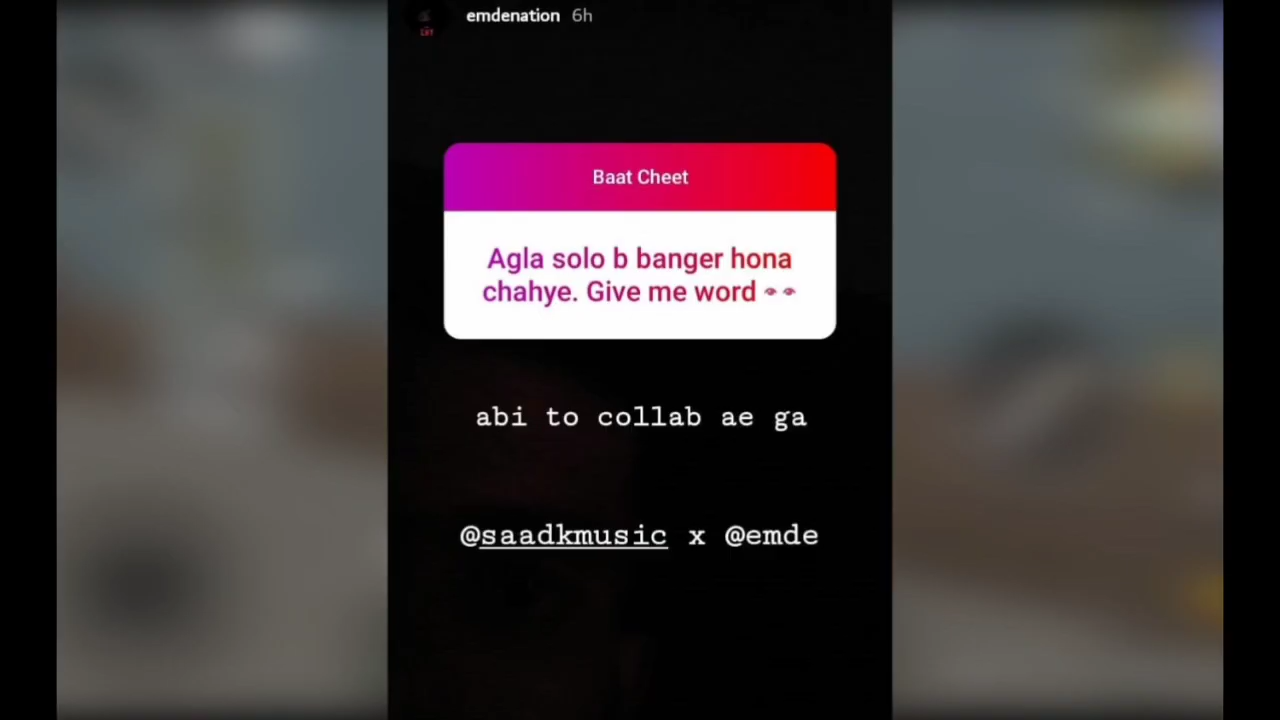 emdenation 6h
Baat Cheet
Agla solo b banger hona
chahye. Give me word 👁️👁️
abi to collab ae ga
@saadkmusic x @emde